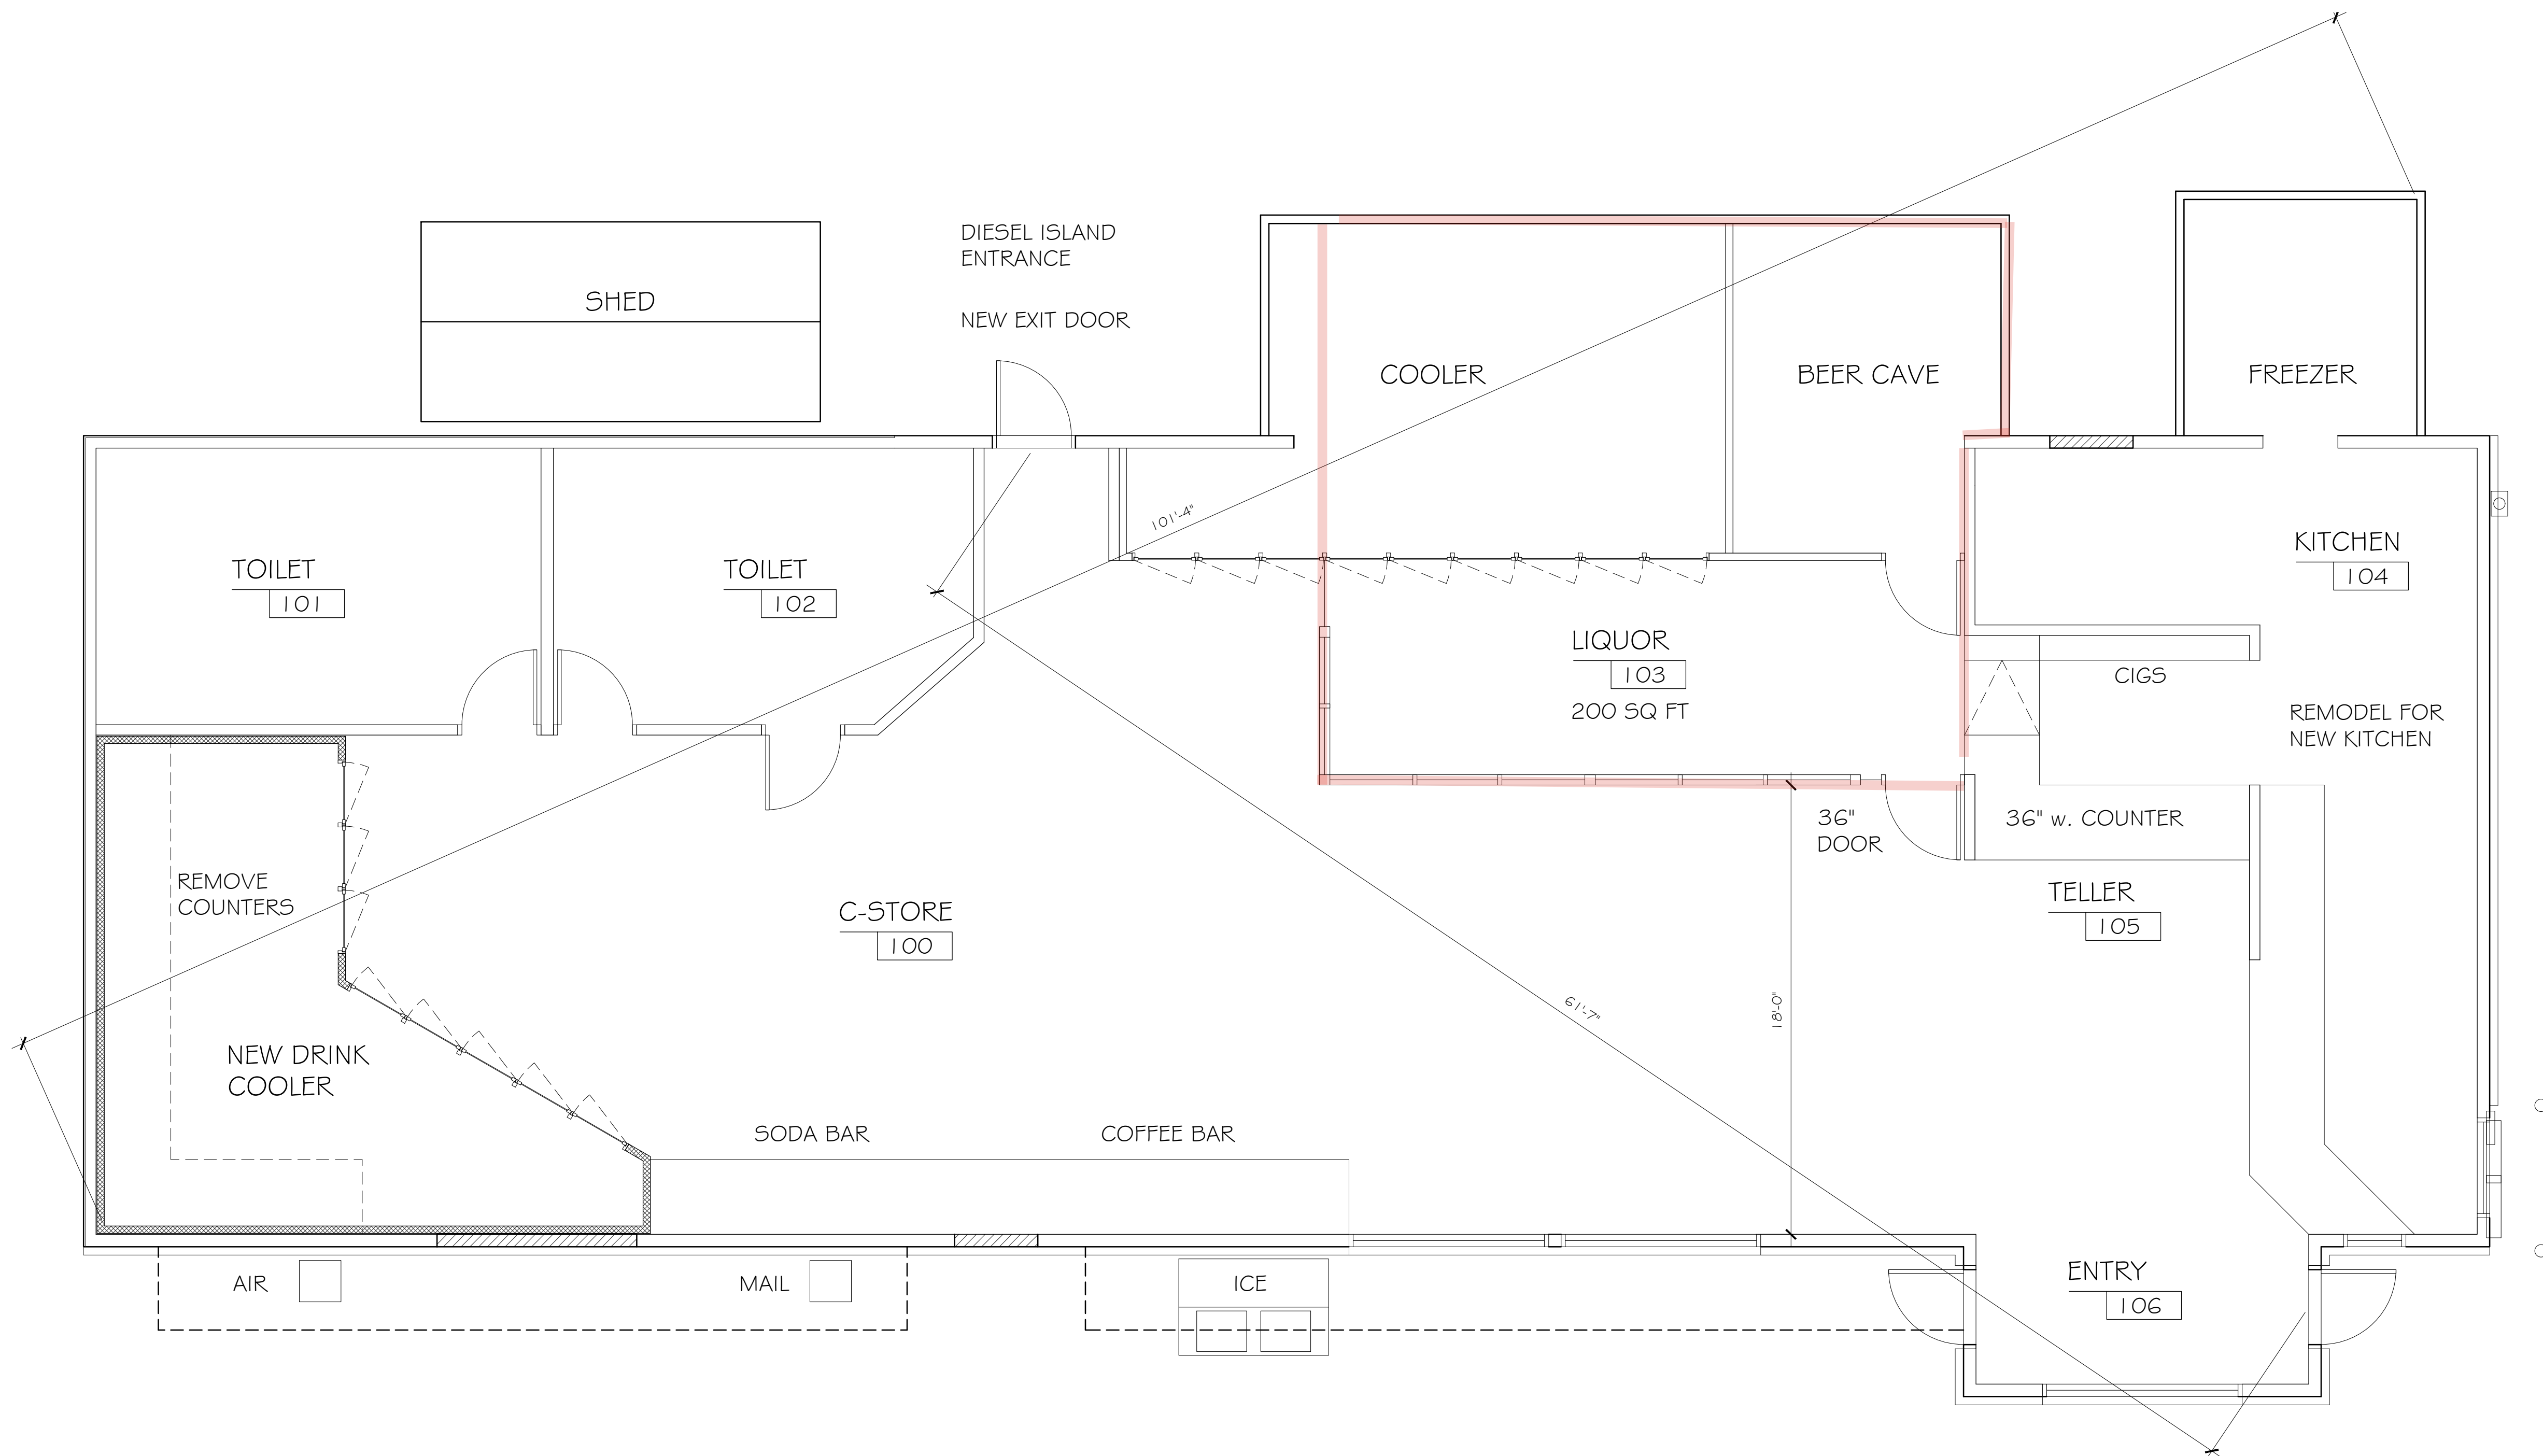 DIESEL ISLAND
ENTRANCE
NEW EXIT DOOR
SHED
COOLER
BEER CAVE
FREEZER
101'-4"
TOILET
101
TOILET
102
LIQUOR
103
200 SQ FT
KITCHEN
104
CIGS
REMODEL FOR
NEW KITCHEN
36"
DOOR
36" w. COUNTER
REMOVE
COUNTERS
C-STORE
100
TELLER
105
61'-7"
18'-0"
NEW DRINK
COOLER
SODA BAR
COFFEE BAR
AIR
MAIL
ICE
ENTRY
106